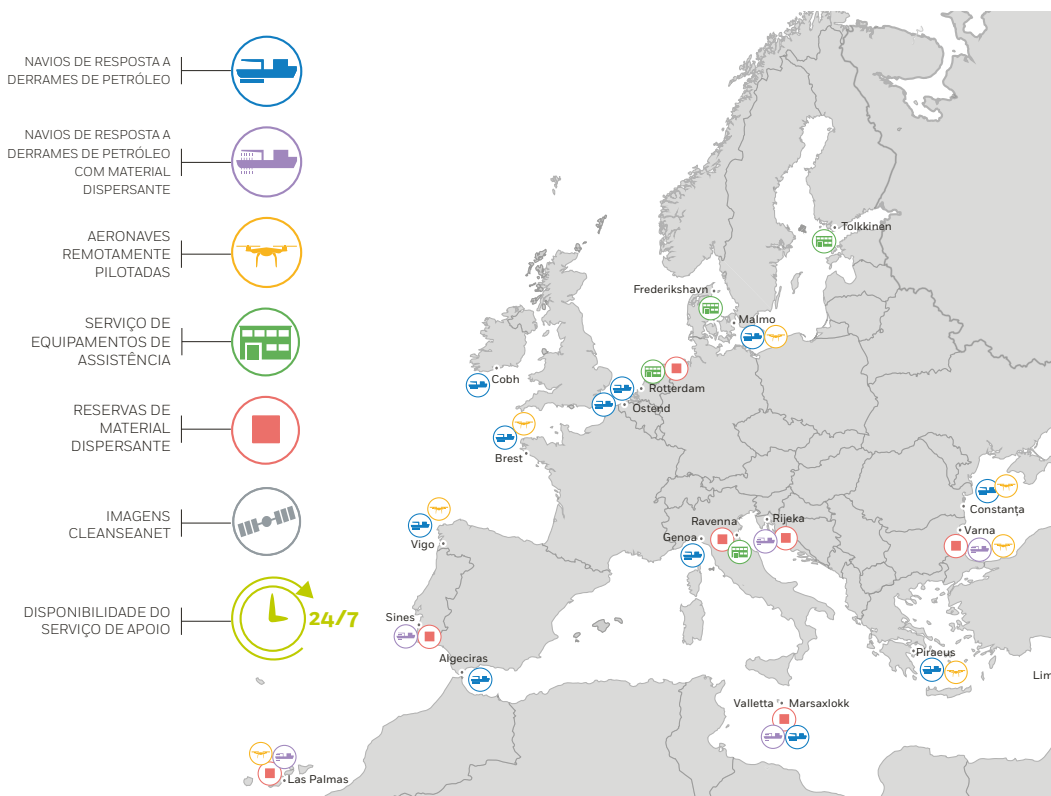 NAVIOS DE RESPOSTA A
DERRAMES DE PETRÓLEO
NAVIOS DE RESPOSTA A
DERRAMES DE PETRÓLEO
COM MATERIAL
DISPERSANTE
AERONAVES
REMOTAMENTE
PILOTADAS
SERVIÇO DE
EQUIPAMENTOS DE
ASSISTÊNCIA
RESERVAS DE
MATERIAL
DISPERSANTE
IMAGENS
CLEANSEANET
DISPONIBILIDADE DO
SERVIÇO DE APOIO
24/7
Tolkkinen
Frederikshavn
Malmo
Cobh
Rotterdam
Ostend
Brest
Constanţa
Ravenna
Rijeka
Varna
Genoa
Vigo
Sines
Algeciras
Piraeus
Lim
Valletta
Marsaxlokk
Las Palmas